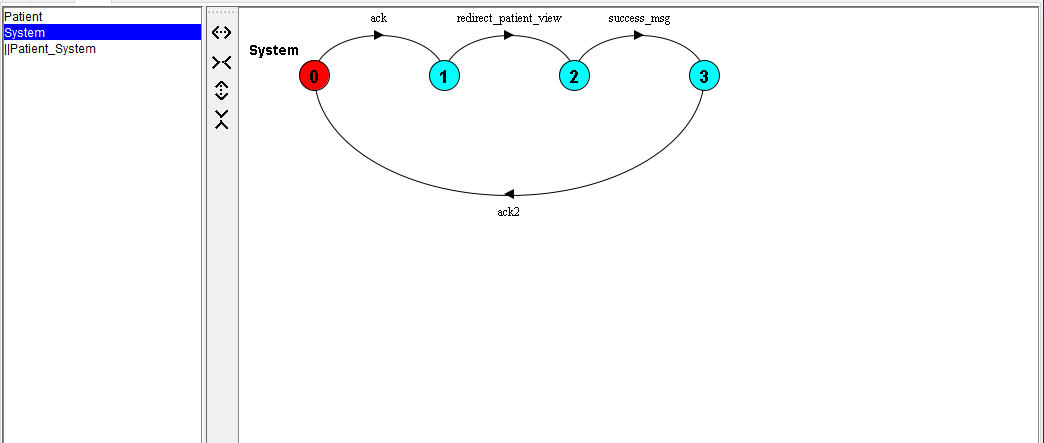 Patient
System
||Patient_System
ack
redirect_patient_view
success_msg
System
0
1
2
3
ack2